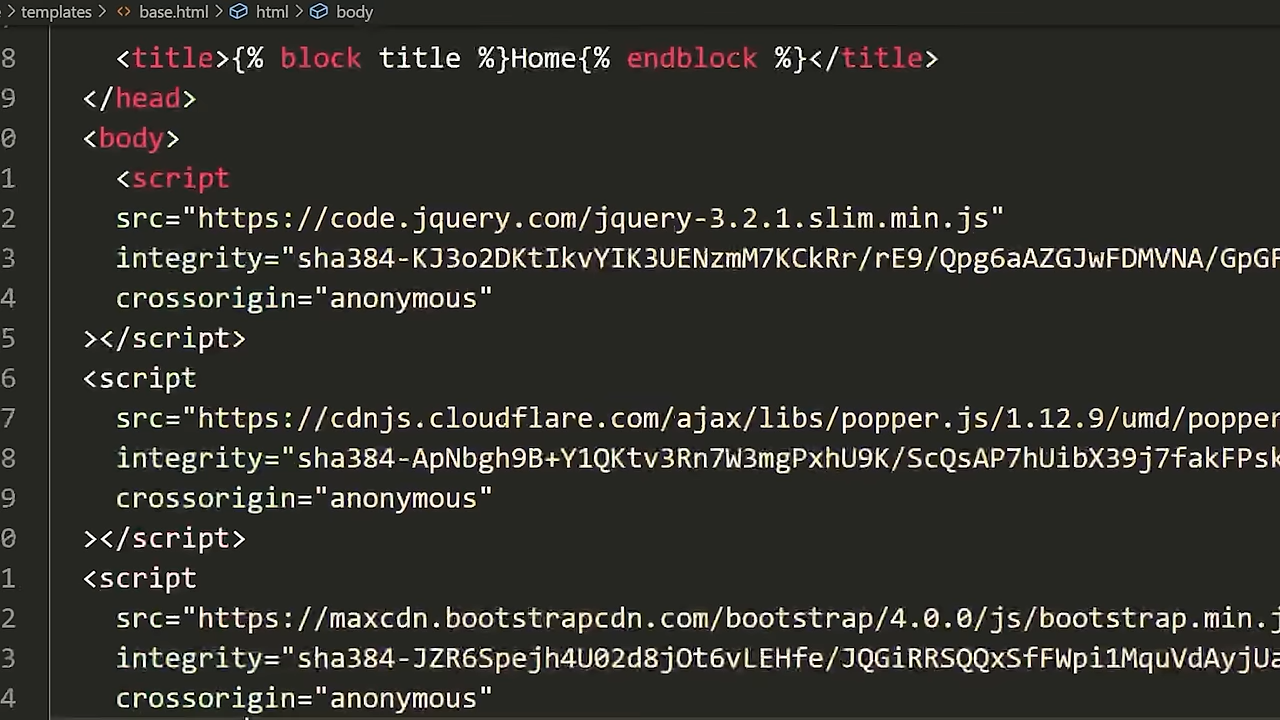 templates > base.html > html > body
8 <title>{% block title %}Home{% endblock %}</title>
9 </head>
0 <body>
1 <script
2 src="https://code.jquery.com/jquery-3.2.1.slim.min.js"
3 integrity="sha384-KJ3o2DKtIkvYIK3UENzmM7KCkRr/rE9/Qpg6aAZGJwFDMVNA/GpGF
4 crossorigin="anonymous"
5 ></script>
6 <script
7 src="https://cdnjs.cloudflare.com/ajax/libs/popper.js/1.12.9/umd/popper
8 integrity="sha384-ApNbgh9B+Y1QKtv3Rn7W3mgPxhU9K/ScQsAP7hUibX39j7fakFPsk
9 crossorigin="anonymous"
0 ></script>
1 <script
2 src="https://maxcdn.bootstrapcdn.com/bootstrap/4.0.0/js/bootstrap.min.j
3 integrity="sha384-JZR6Spejh4U02d8jOt6vLEHfe/JQGiRRSQQxSfFWpi1MquVdAyjUa
4 crossorigin="anonymous"